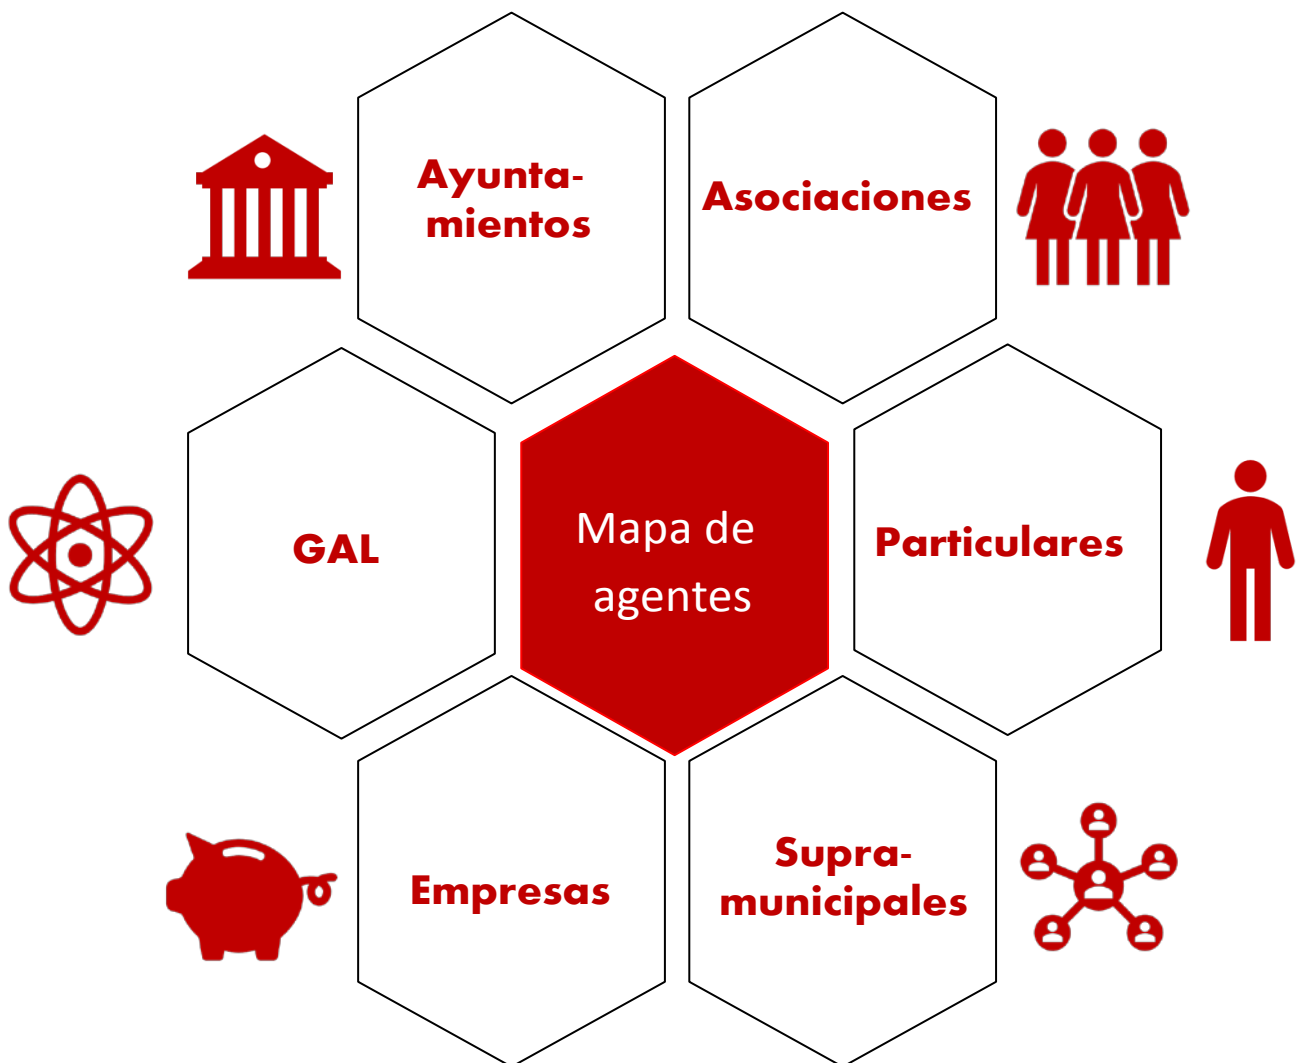 Ayunta-
mientos
Asociaciones
GAL
Mapa de
agentes
Particulares
Empresas
Supra-
municipales